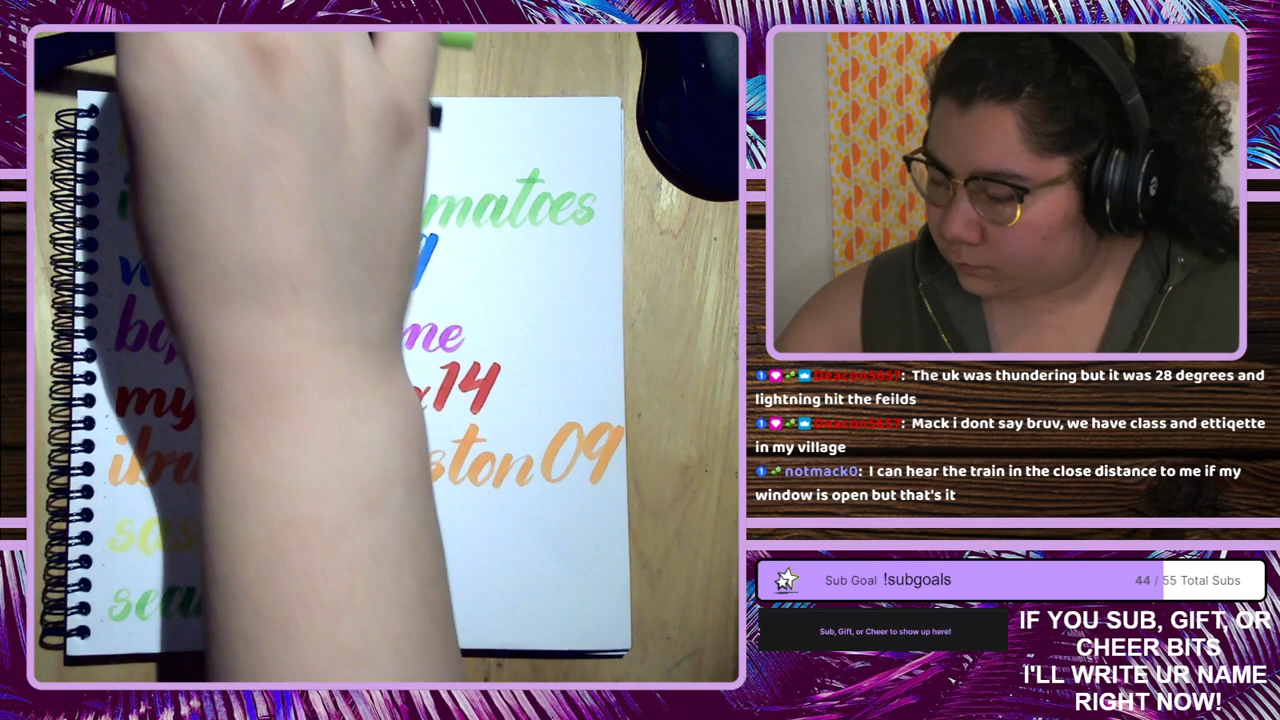 matoes
me
14
ston09
Deacon5657: The uk was thundering but it was 28 degrees and
lightning hit the feilds
Deacon5657: Mack i dont say bruv, we have class and ettiqette
in my village
notmack0: I can hear the train in the close distance to me if my
window is open but that's it
Sub Goal !subgoals 44 / 55 Total Subs
Sub, Gift, or Cheer to show up here!
IF YOU SUB, GIFT, OR
CHEER BITS
I'LL WRITE UR NAME
RIGHT NOW!